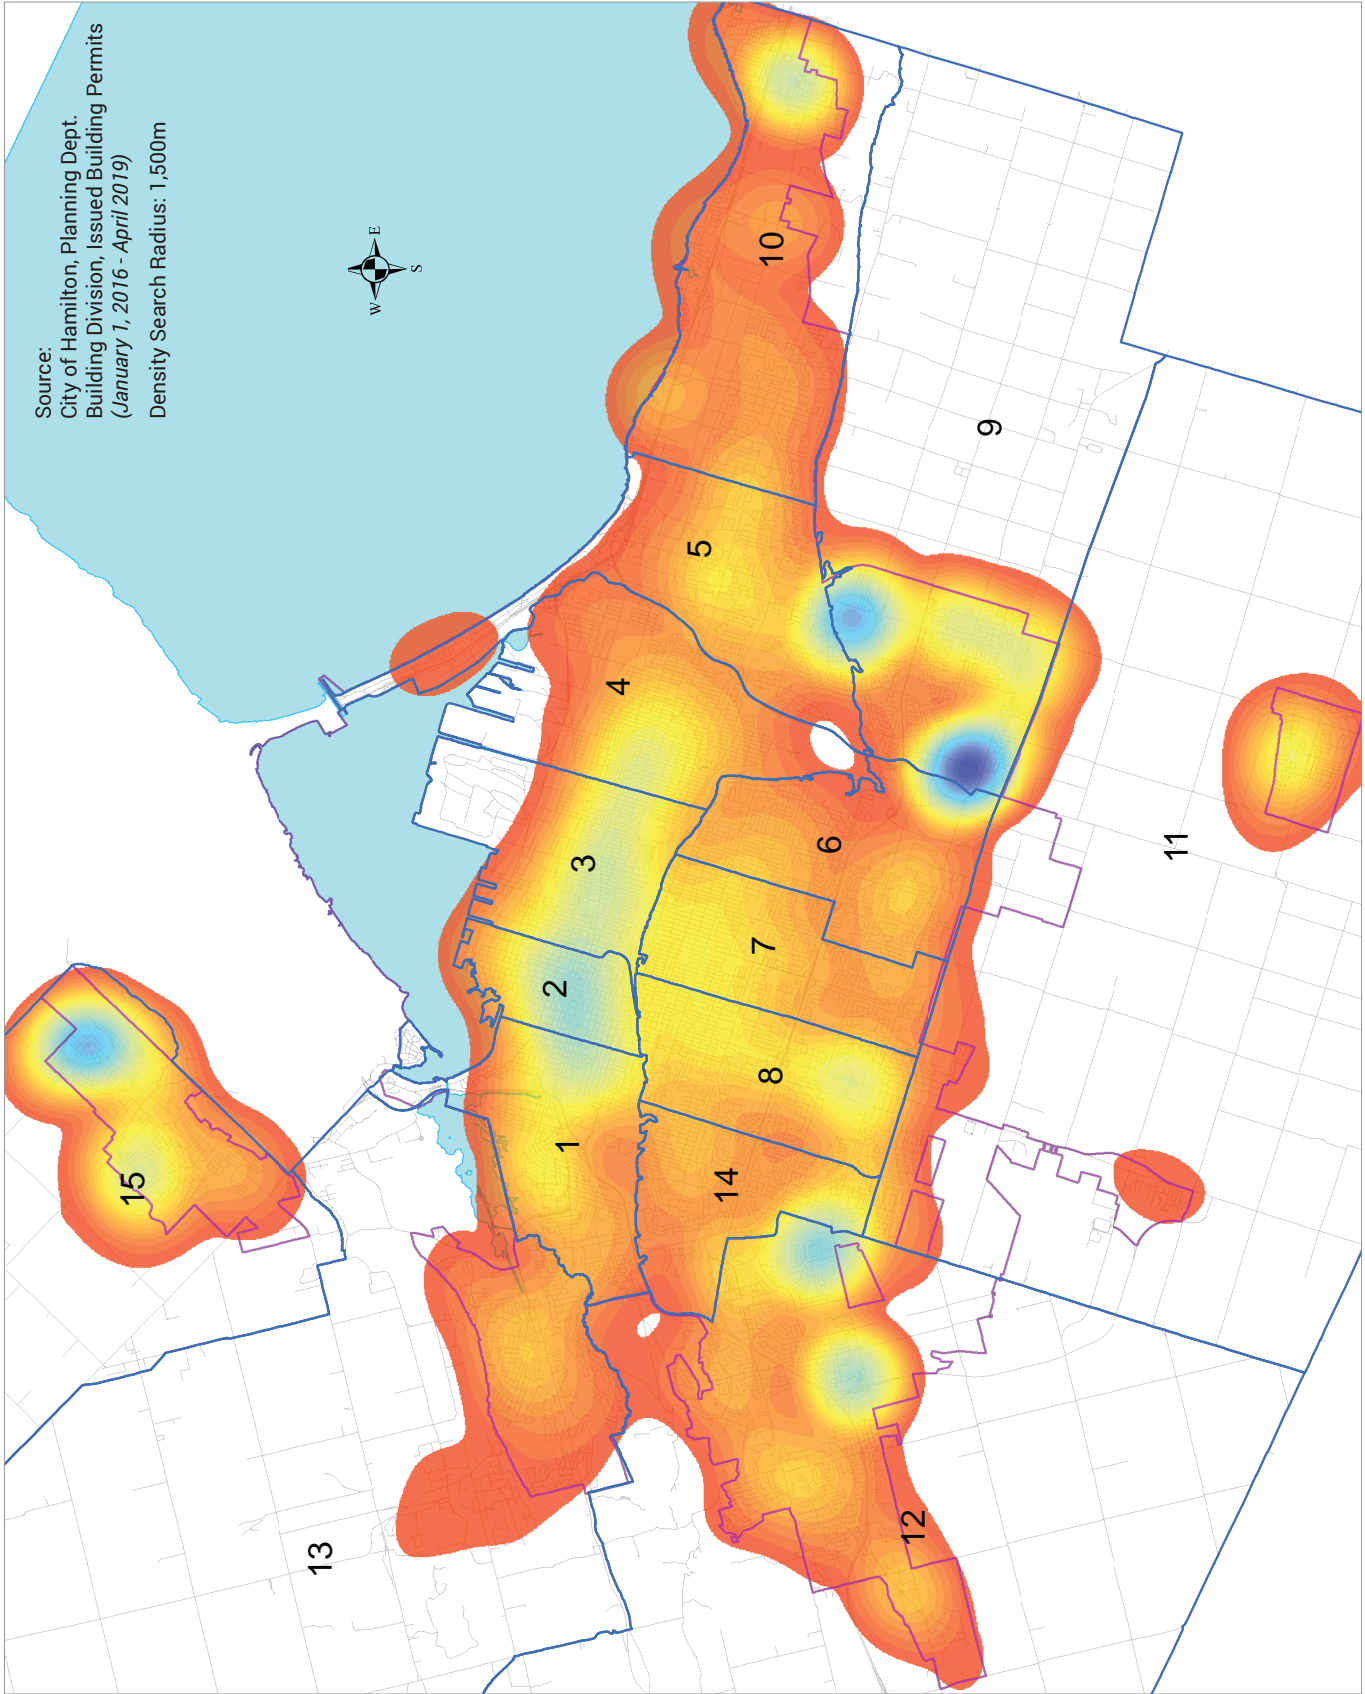 Source:
City of Hamilton, Planning Dept.
Building Division, Issued Building Permits
(January 1, 2016 - April 2019)
Density Search Radius: 1,500m
W
E
S
15
13
1
2
3
4
5
10
14
8
7
6
9
12
11